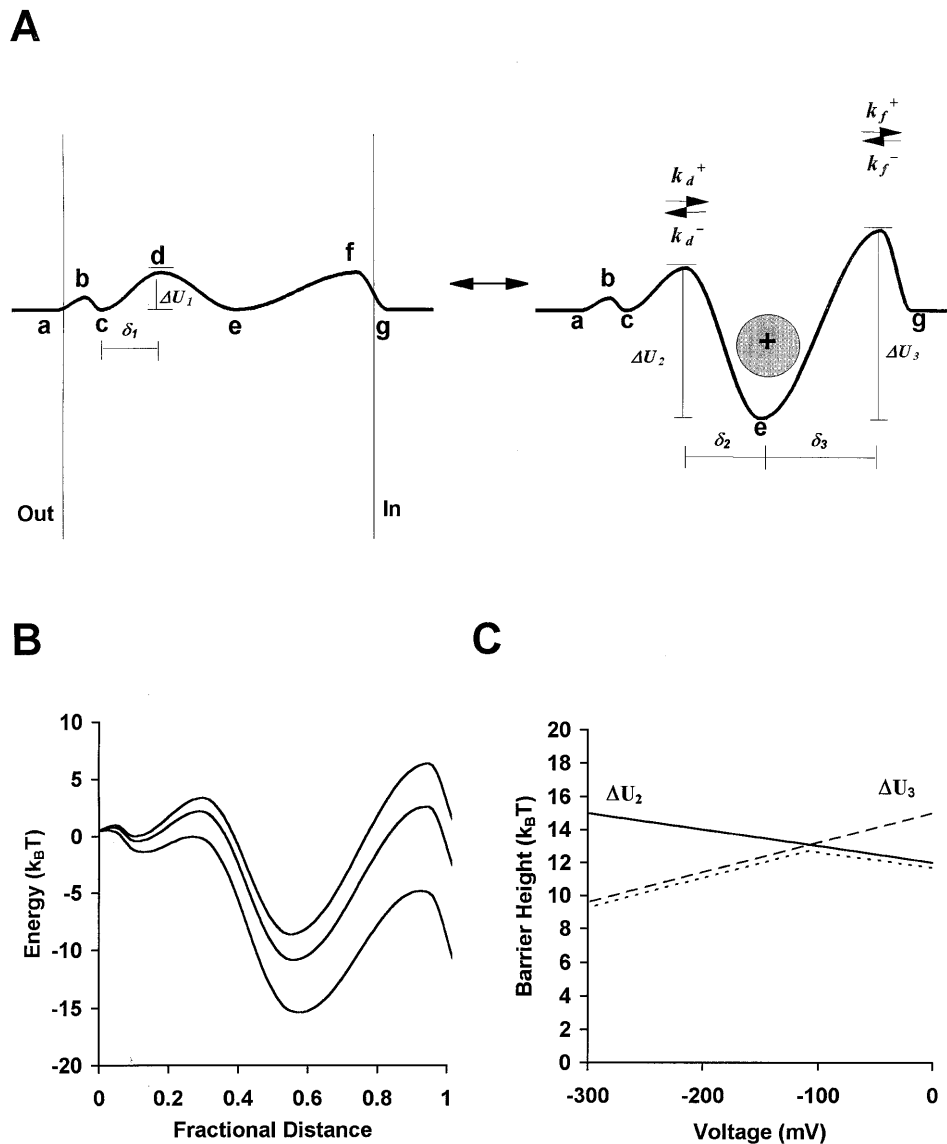 A
k_f^+
k_f^-
k_d^+
k_d^-
b
d
f
a
c
e
g
ΔU_1
δ_1
b
a
c
g
ΔU_2
+
ΔU_3
e
δ_2
δ_3
Out
In
B
C
10
5
0
-5
-10
-15
-20
Energy (k_BT)
0
0.2
0.4
0.6
0.8
1
Fractional Distance
20
18
16
14
12
10
8
6
4
2
0
Barrier Height (k_BT)
ΔU_2
ΔU_3
-300
-200
-100
0
Voltage (mV)